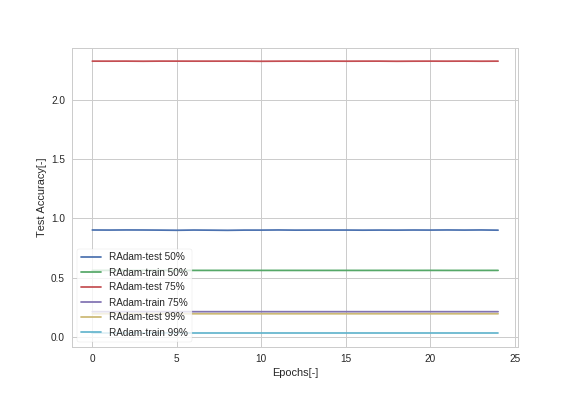 2.0
1.5
1.0
0.5
0.0
Test Accuracy[-]
RAdam-test 50%
RAdam-train 50%
RAdam-test 75%
RAdam-train 75%
RAdam-test 99%
RAdam-train 99%
0 5 10 15 20 25
Epochs[-]